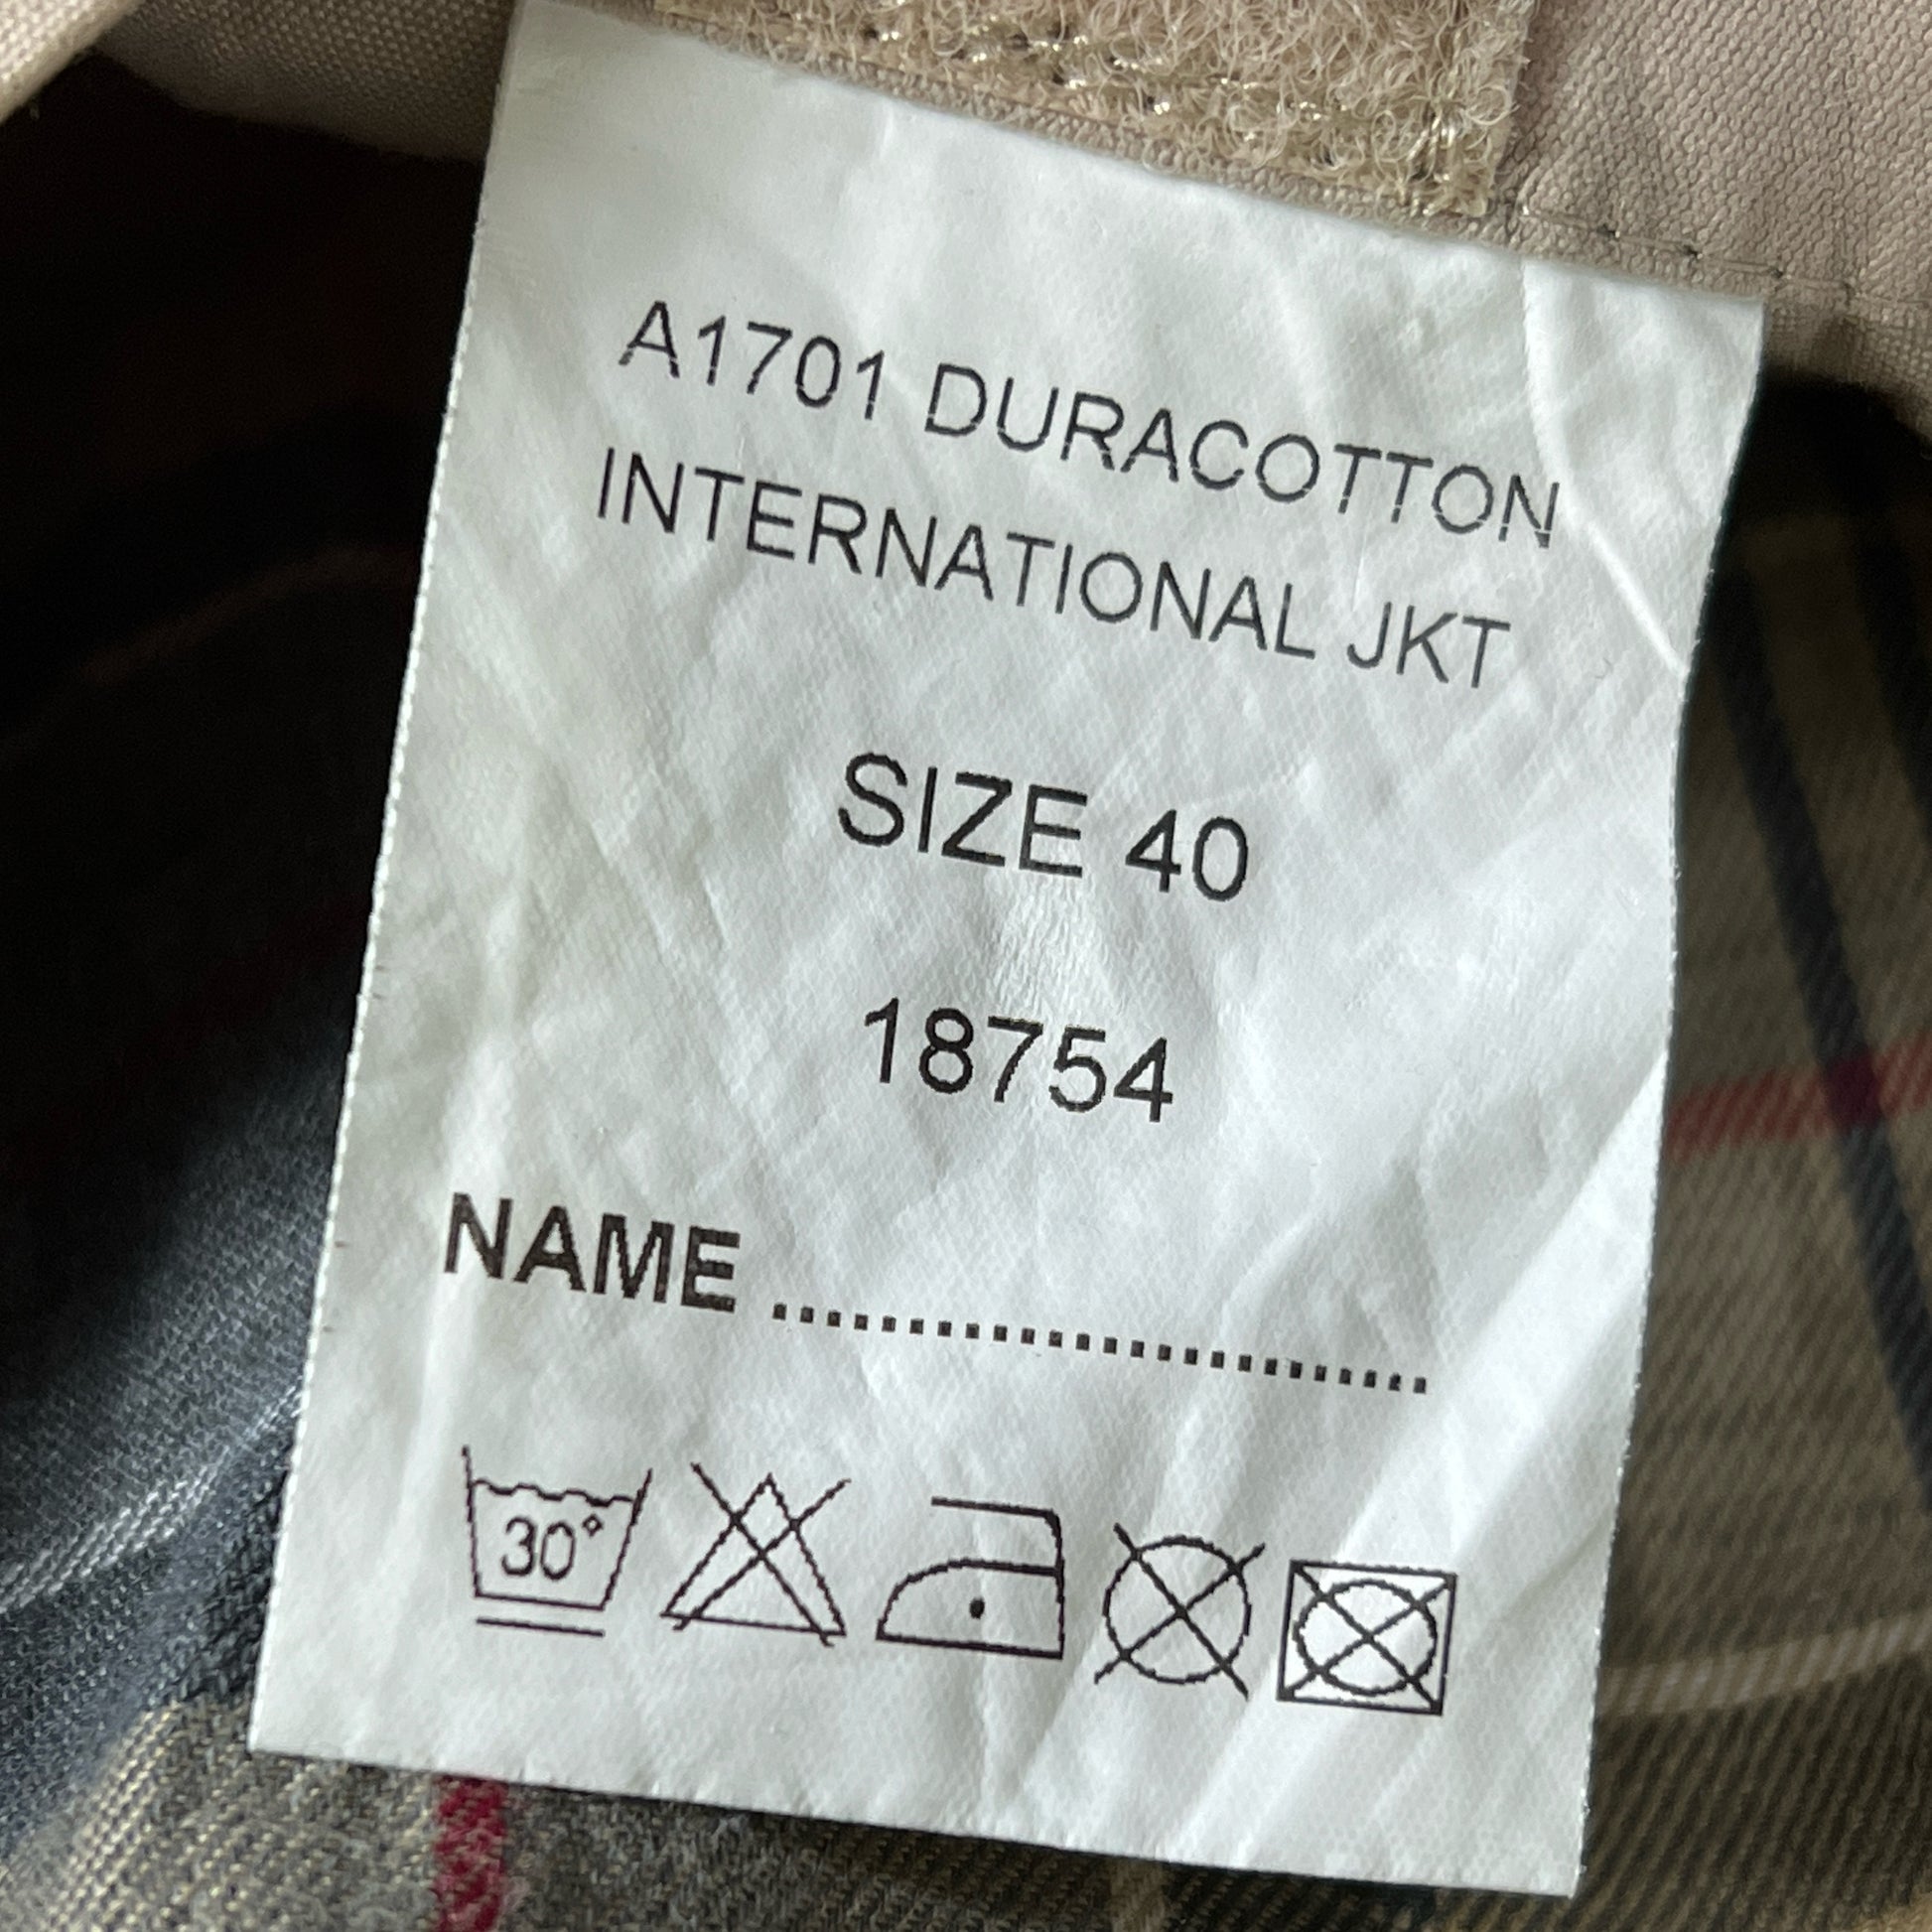 A1701 DURACOTTON
INTERNATIONAL JKT
SIZE 40
18754
NAME ........................
30°